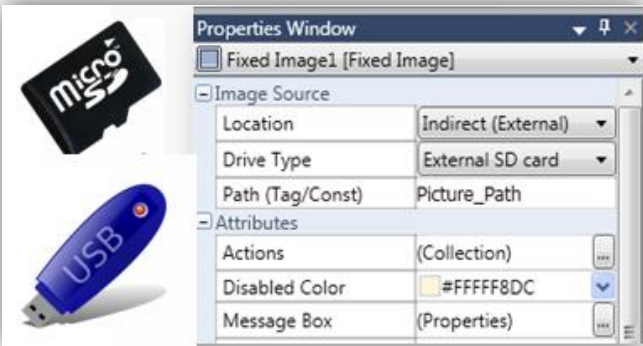 Micro
SD
USB
Properties Window
Fixed Image1 [Fixed Image]
Image Source
Location Indirect (External)
Drive Type External SD card
Path (Tag/Const) Picture_Path
Attributes
Actions (Collection) ...
Disabled Color #FFFFF8DC
Message Box (Properties) ...